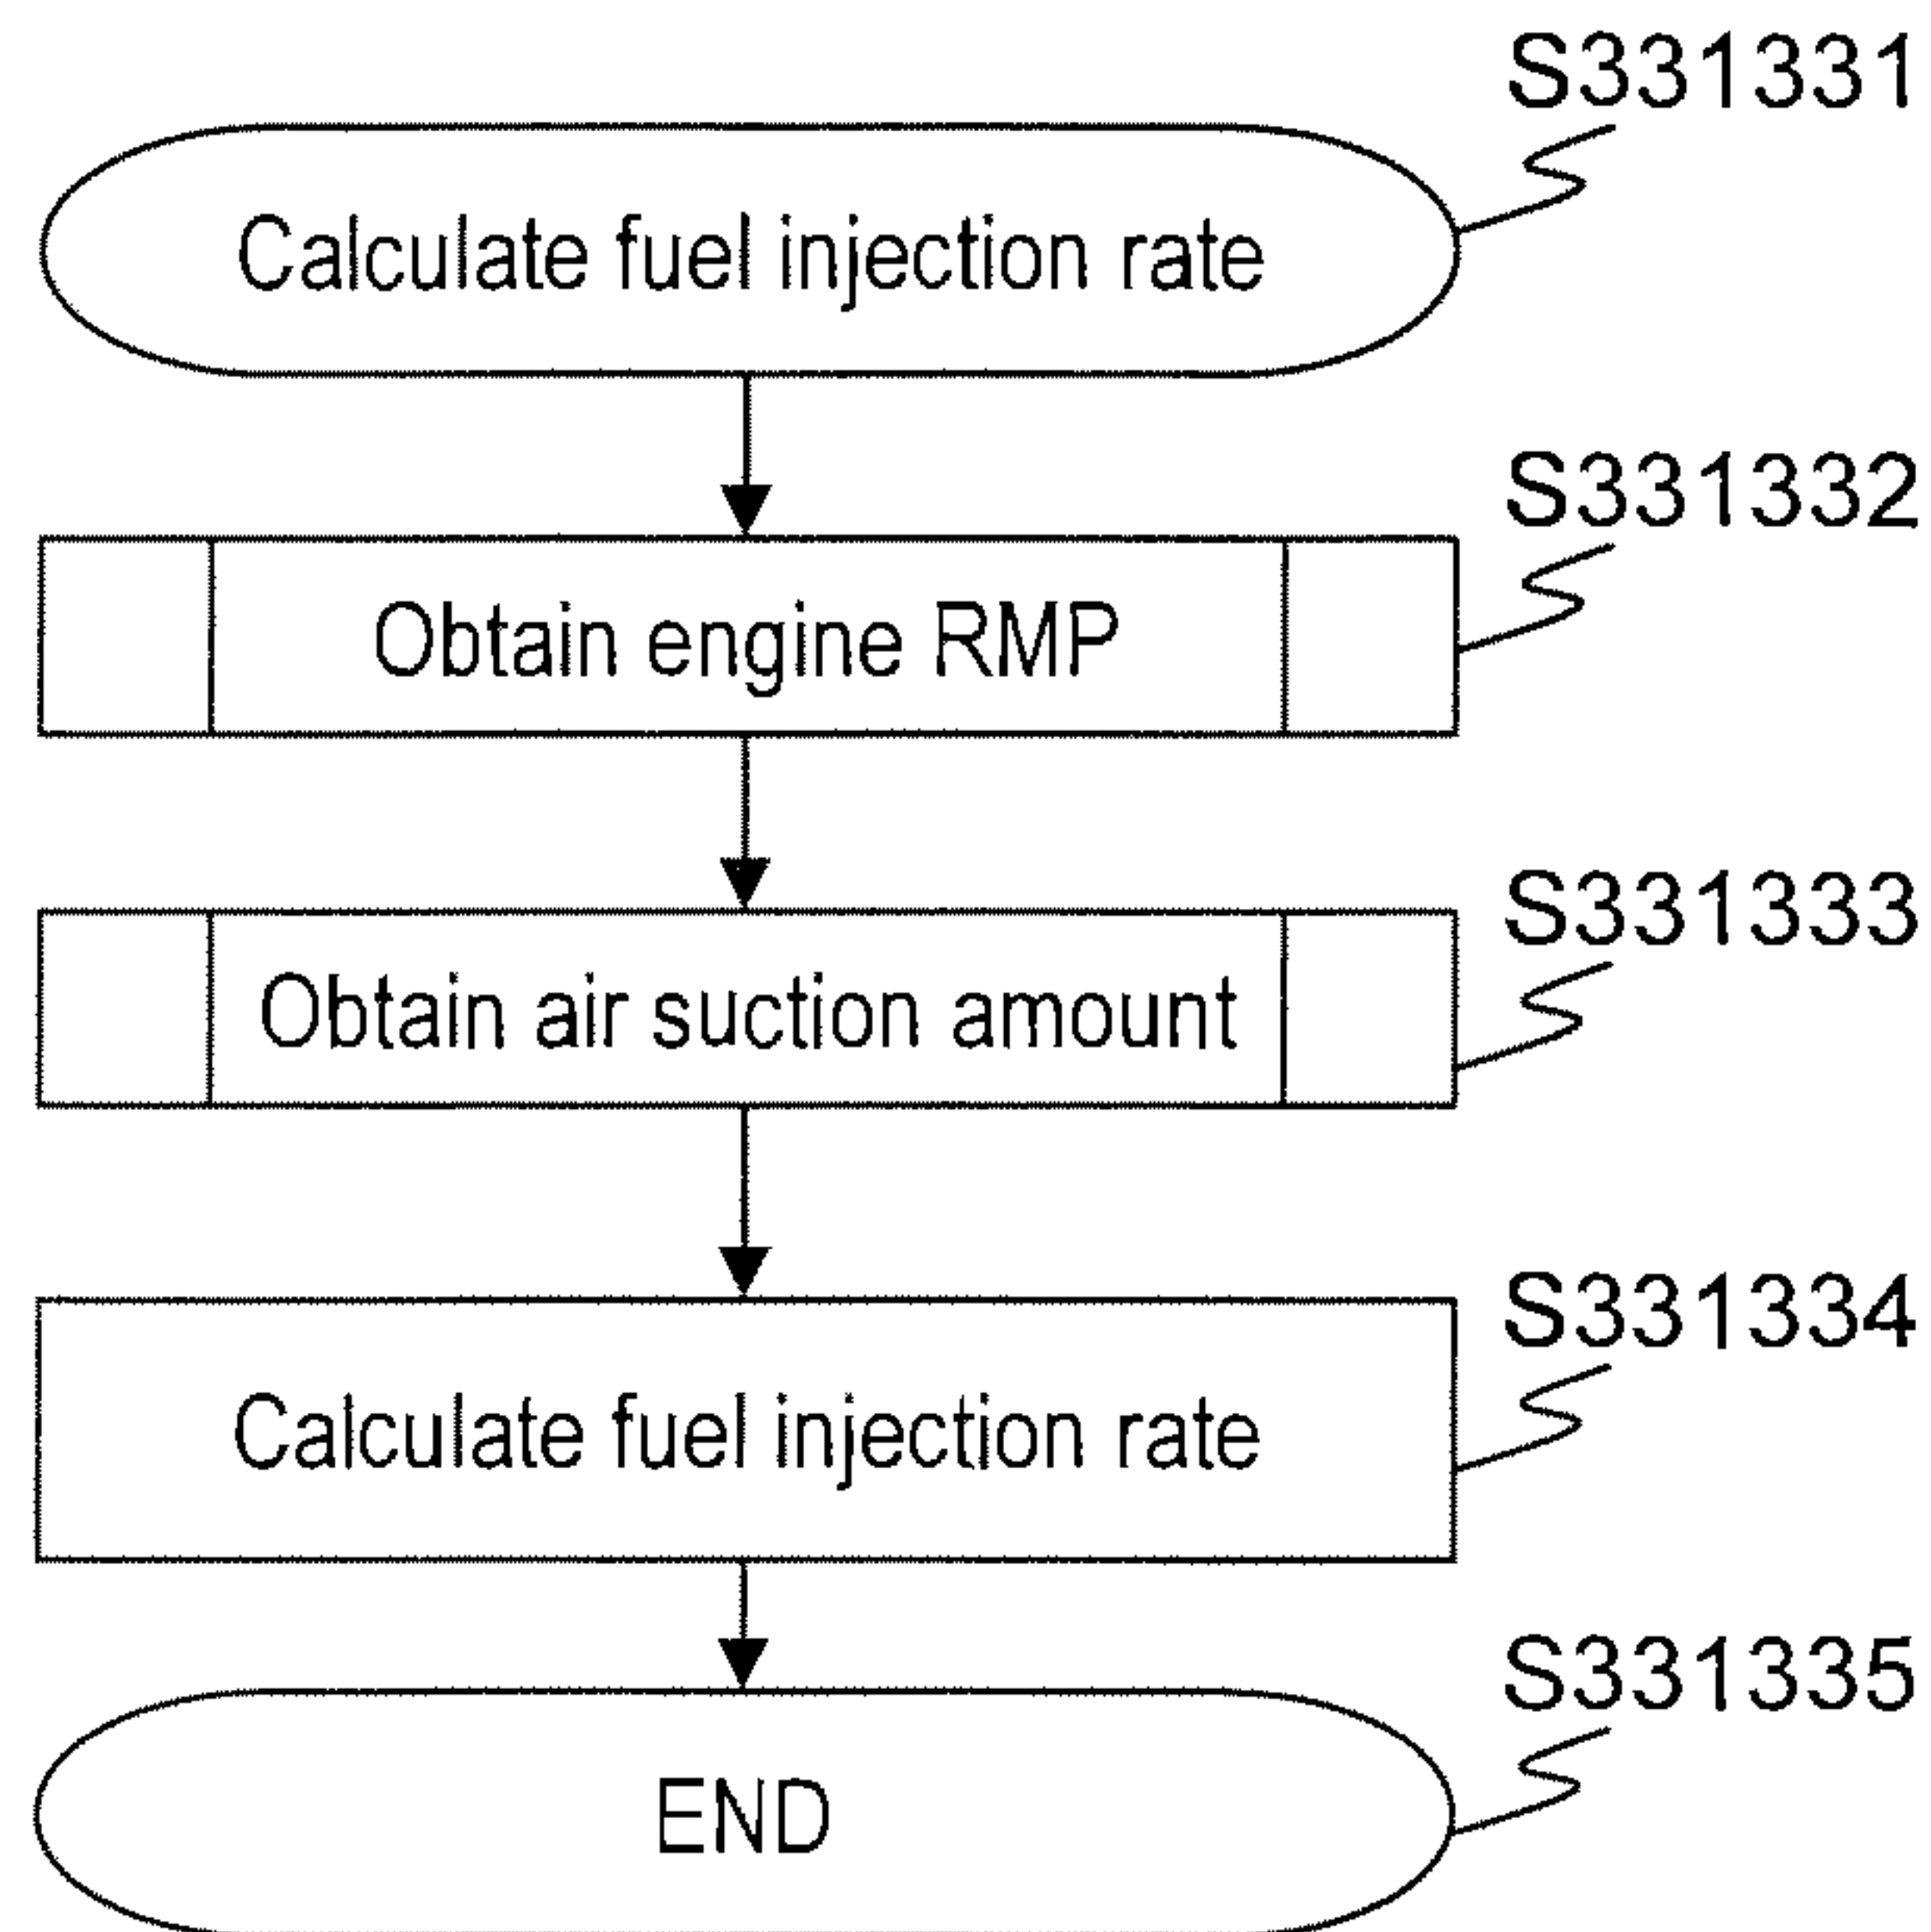 S331331
Calculate fuel injection rate
S331332
Obtain engine RMP
S331333
Obtain air suction amount
S331334
Calculate fuel injection rate
S331335
END